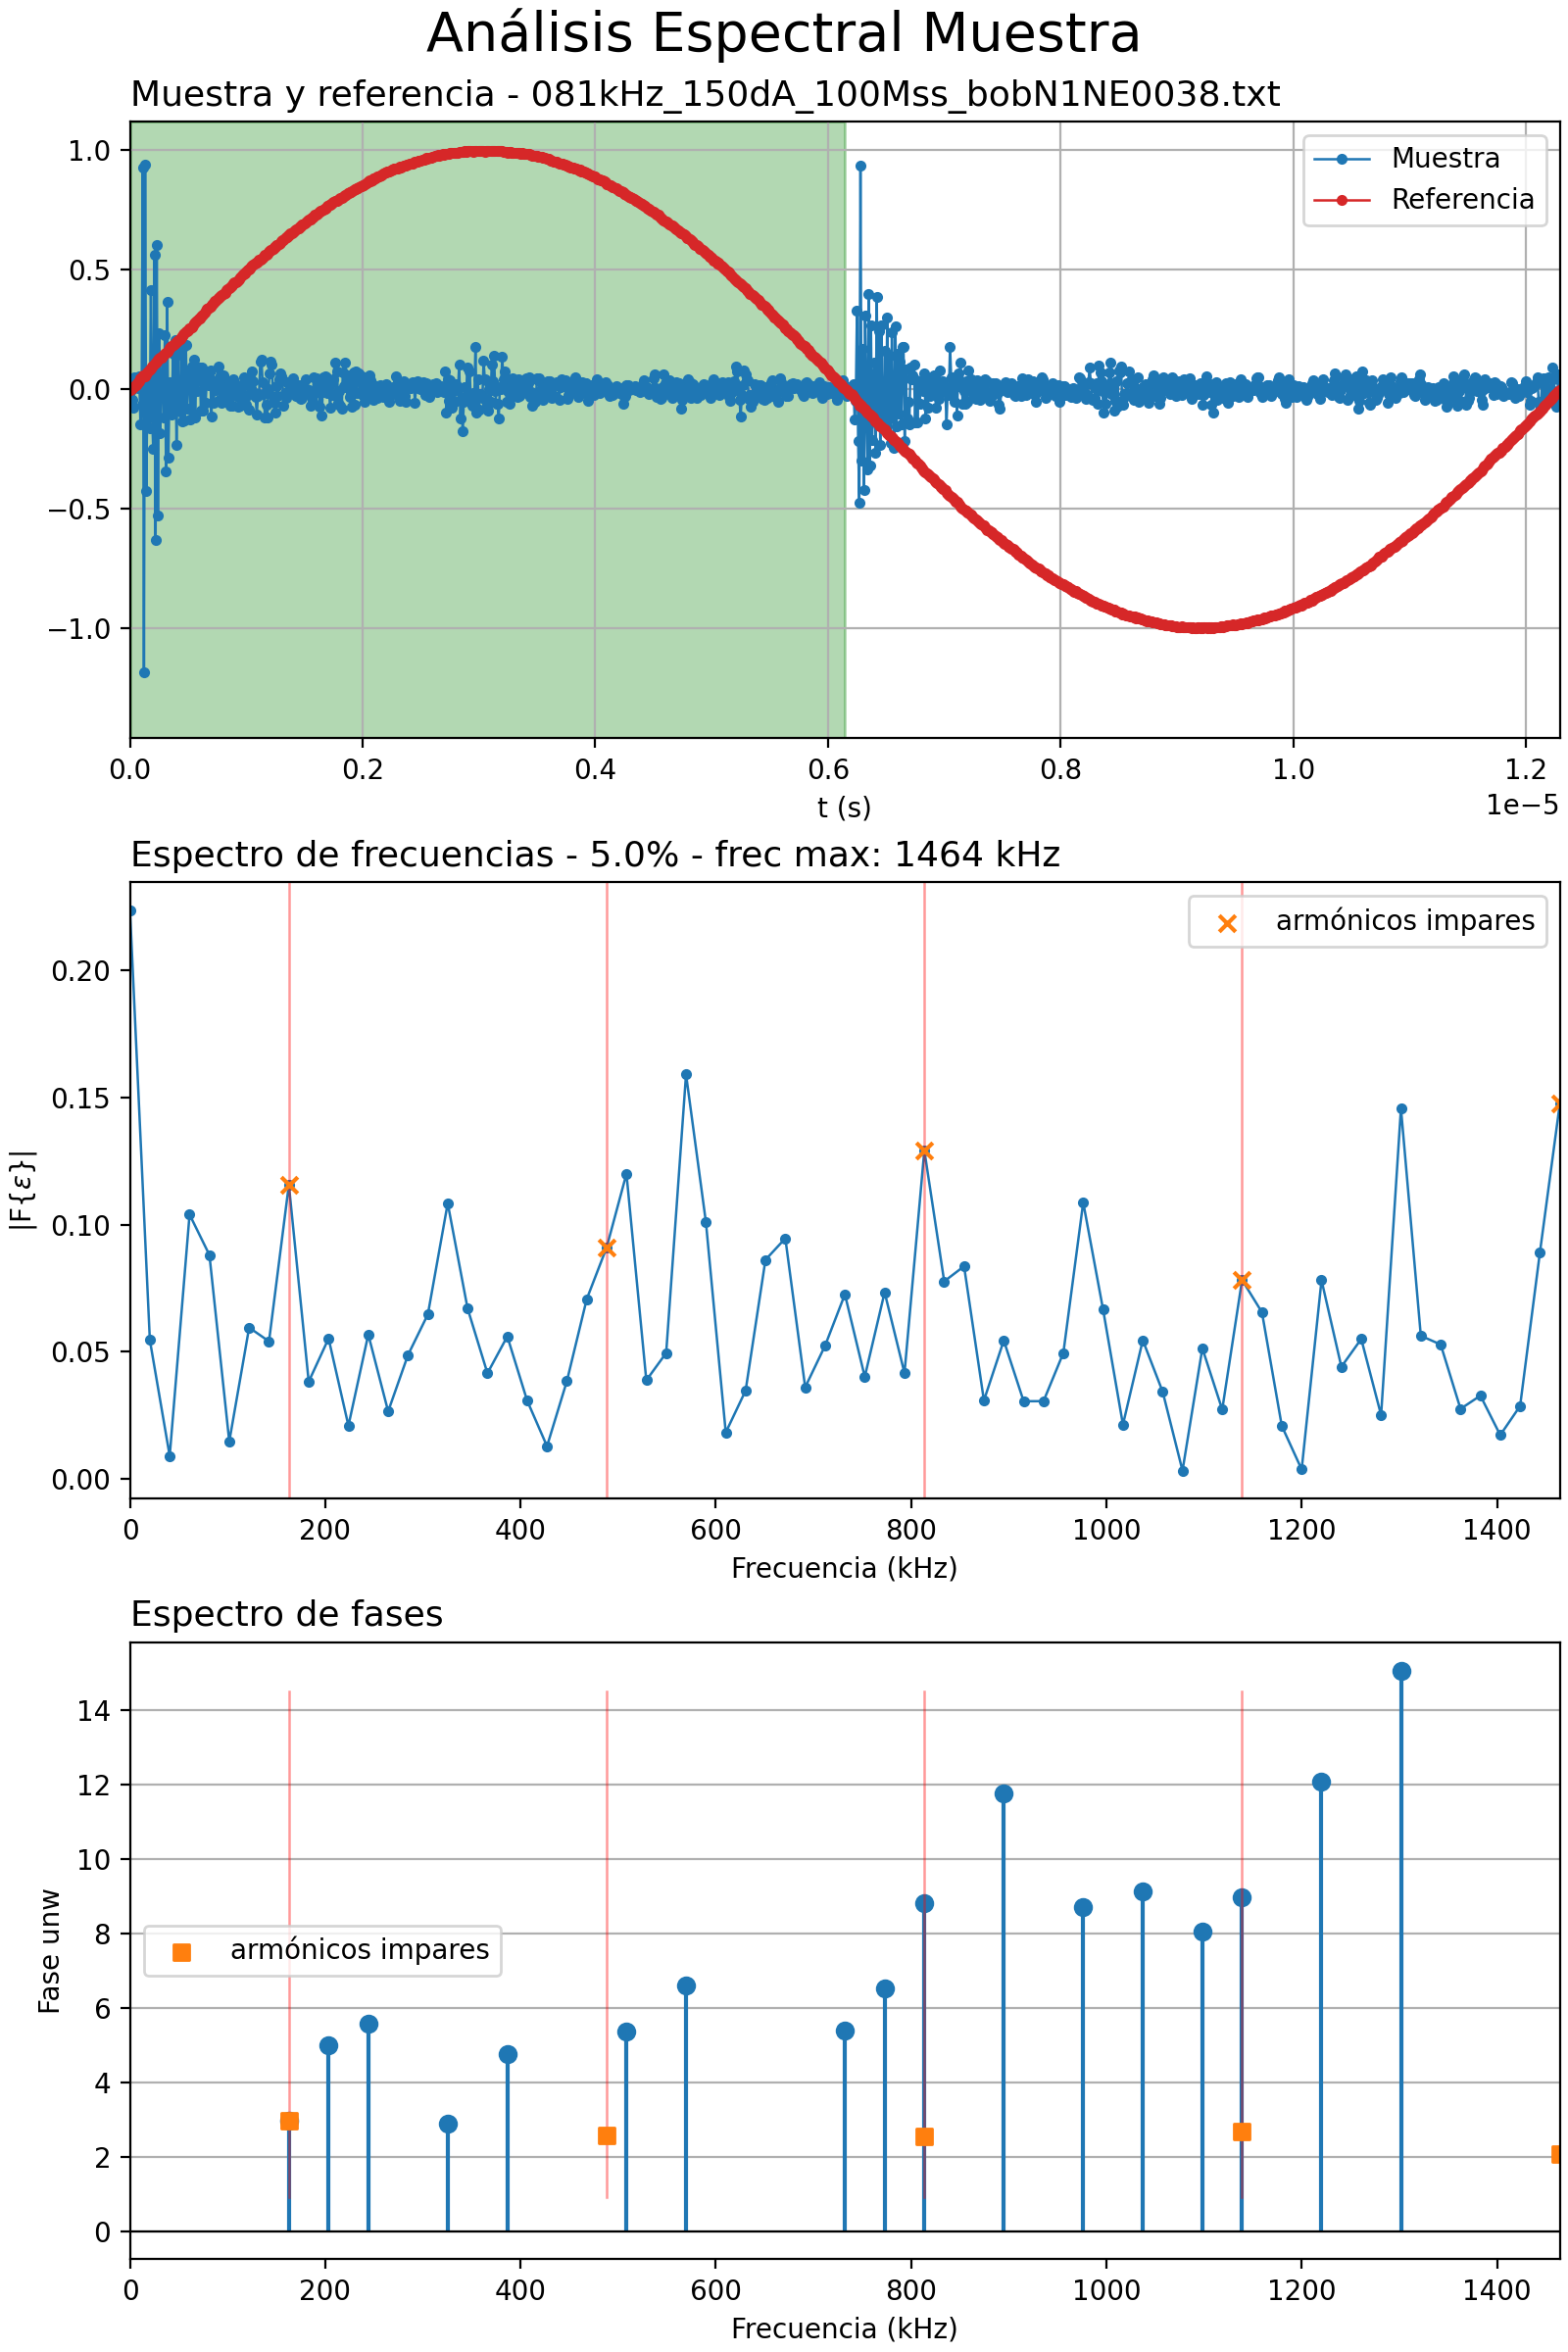 Análisis Espectral Muestra
Muestra y referencia - 081kHz_150dA_100Mss_bobN1NE0038.txt
1.0
0.5
0.0
−0.5
−1.0
Muestra
Referencia
0.0 0.2 0.4 0.6 0.8 1.0 1.2
1e−5
t (s)
Espectro de frecuencias - 5.0% - frec max: 1464 kHz
armónicos impares
0.20
0.15
0.10
0.05
0.00
|F{ε}|
0 200 400 600 800 1000 1200 1400
Frecuencia (kHz)
Espectro de fases
14
12
10
8
6
4
2
0
Fase unw
armónicos impares
0 200 400 600 800 1000 1200 1400
Frecuencia (kHz)